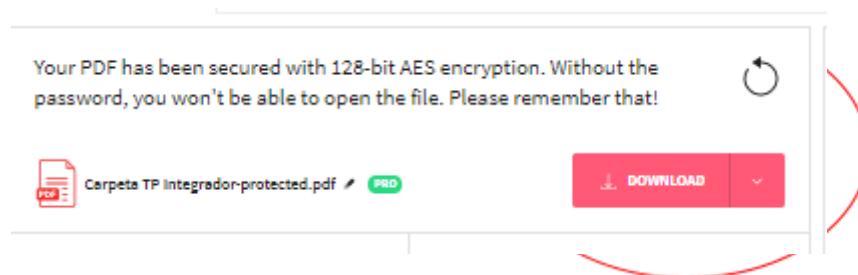 Your PDF has been secured with 128-bit AES encryption. Without the
password, you won't be able to open the file. Please remember that!
PDF
Carpeta TP Integrador-protected.pdf PRO
DOWNLOAD